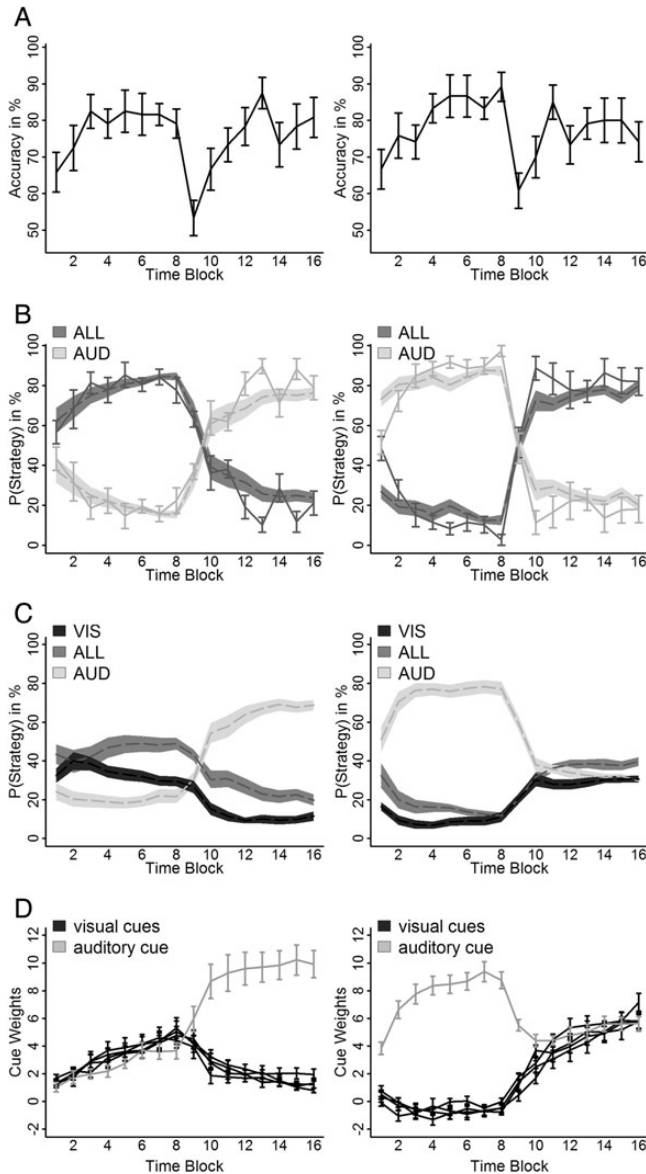 A
Accuracy in %
50 60 70 80 90 100
2 4 6 8 10 12 14 16
Time Block
Accuracy in %
50 60 70 80 90 100
2 4 6 8 10 12 14 16
Time Block
B
ALL
AUD
P(Strategy) in %
0 20 40 60 80 100
2 4 6 8 10 12 14 16
Time Block
ALL
AUD
P(Strategy) in %
0 20 40 60 80 100
2 4 6 8 10 12 14 16
Time Block
C
VIS
ALL
AUD
P(Strategy) in %
0 20 40 60 80 100
2 4 6 8 10 12 14 16
Time Block
VIS
ALL
AUD
P(Strategy) in %
0 20 40 60 80 100
2 4 6 8 10 12 14 16
Time Block
D
visual cues
auditory cue
Cue Weights
-2 0 2 4 6 8 10 12
2 4 6 8 10 12 14 16
Time Block
visual cues
auditory cue
Cue Weights
-2 0 2 4 6 8 10 12
2 4 6 8 10 12 14 16
Time Block